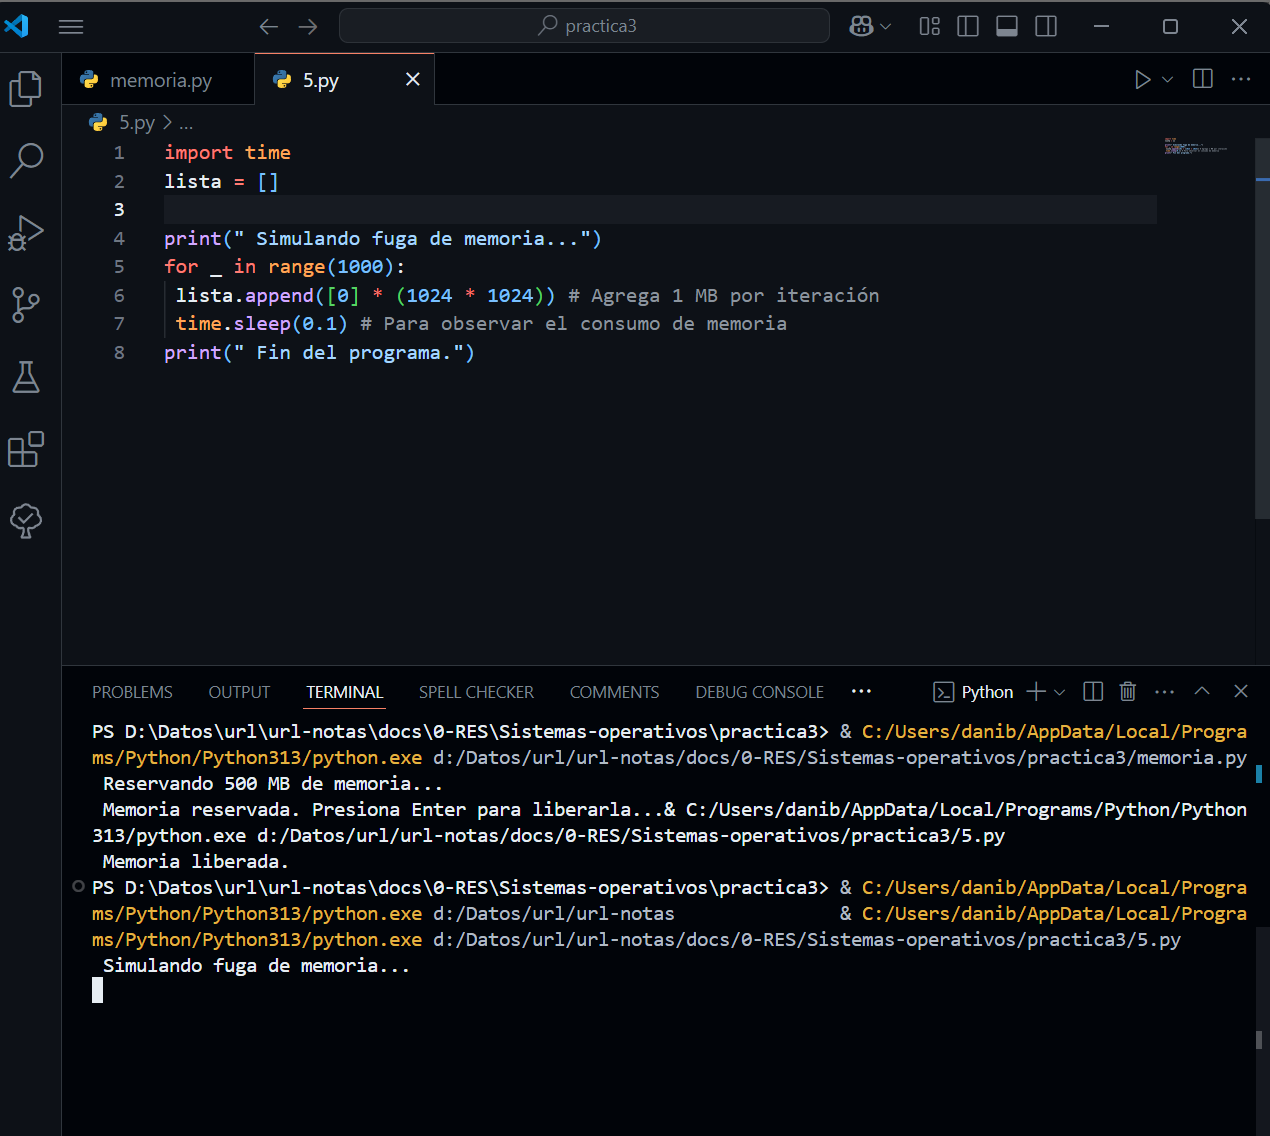 practica3
memoria.py
5.py
5.py > ...
1 import time
2 lista = []
3
4 print(" Simulando fuga de memoria...")
5 for _ in range(1000):
6 lista.append([0] * (1024 * 1024)) # Agrega 1 MB por iteración
7 time.sleep(0.1) # Para observar el consumo de memoria
8 print(" Fin del programa.")
PROBLEMS OUTPUT TERMINAL SPELL CHECKER COMMENTS DEBUG CONSOLE ... Python
PS D:\Datos\url\url-notas\docs\0-RES\Sistemas-operativos\practica3> & C:/Users/danib/AppData/Local/Progra
ms/Python/Python313/python.exe d:/Datos/url/url-notas/docs/0-RES/Sistemas-operativos/practica3/memoria.py
Reservando 500 MB de memoria...
Memoria reservada. Presiona Enter para liberarla...& C:/Users/danib/AppData/Local/Programs/Python/Python
313/python.exe d:/Datos/url/url-notas/docs/0-RES/Sistemas-operativos/practica3/5.py
Memoria liberada.
PS D:\Datos\url\url-notas\docs\0-RES\Sistemas-operativos\practica3> & C:/Users/danib/AppData/Local/Progra
ms/Python/Python313/python.exe d:/Datos/url/url-notas & C:/Users/danib/AppData/Local/Progra
ms/Python/Python313/python.exe d:/Datos/url/url-notas/docs/0-RES/Sistemas-operativos/practica3/5.py
Simulando fuga de memoria...